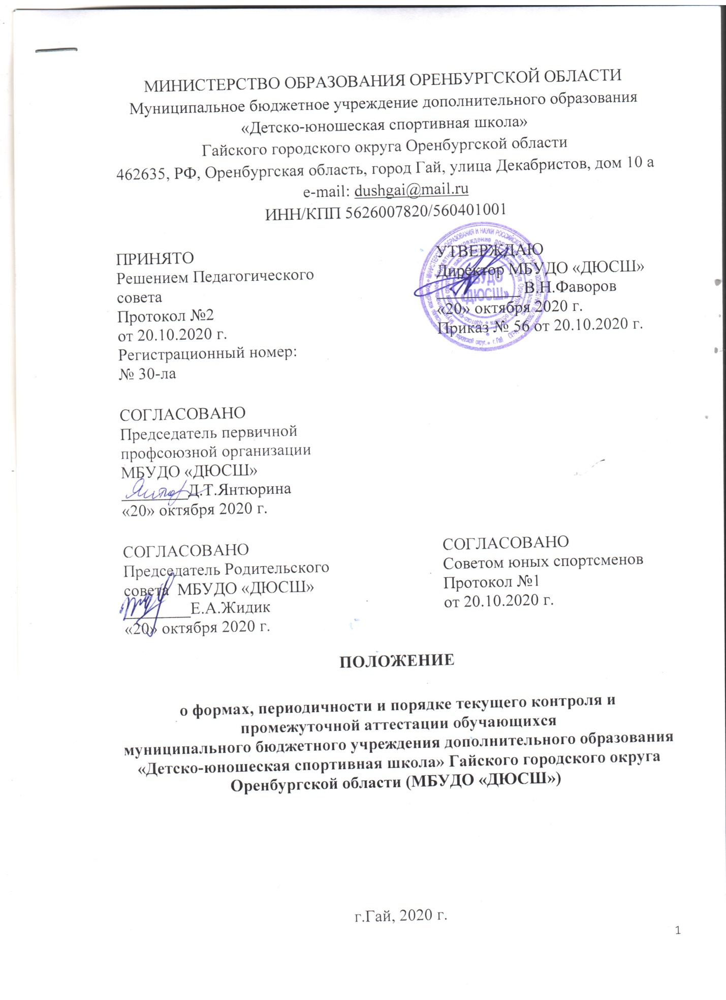 МИНИСТЕРСТВО ОБРАЗОВАНИЯ ОРЕНБУРГСКОЙ ОБЛАСТИ
Муниципальное бюджетное учреждение дополнительного образования
«Детско-юношеская спортивная школа»
Гайского городского округа Оренбургской области
462635, РФ, Оренбургская область, город Гай, улица Декабристов, дом 10 а
e-mail: dushgai@mail.ru
ИНН/КПП 5626007820/560401001
ПРИНЯТО
Решением Педагогического
совета
Протокол №2
от 20.10.2020 г.
Регистрационный номер:
№ 30-ла
УТВЕРЖДАЮ
Директор МБУДО «ДЮСШ»
__________ В.Н.Фаворов
«20» октября 2020 г.
Приказ № 56 от 20.10.2020 г.
МБУДО
«ДЮСШ»
СОГЛАСОВАНО
Председатель первичной
профсоюзной организации
МБУДО «ДЮСШ»
________Д.Т.Янтюрина
«20» октября 2020 г.
СОГЛАСОВАНО
Председатель Родительского
совета МБУДО «ДЮСШ»
________Е.А.Жидик
«20» октября 2020 г.
СОГЛАСОВАНО
Советом юных спортсменов
Протокол №1
от 20.10.2020 г.
ПОЛОЖЕНИЕ
о формах, периодичности и порядке текущего контроля и
промежуточной аттестации обучающихся
муниципального бюджетного учреждения дополнительного образования
«Детско-юношеская спортивная школа» Гайского городского округа
Оренбургской области (МБУДО «ДЮСШ»)
г.Гай, 2020 г.
1